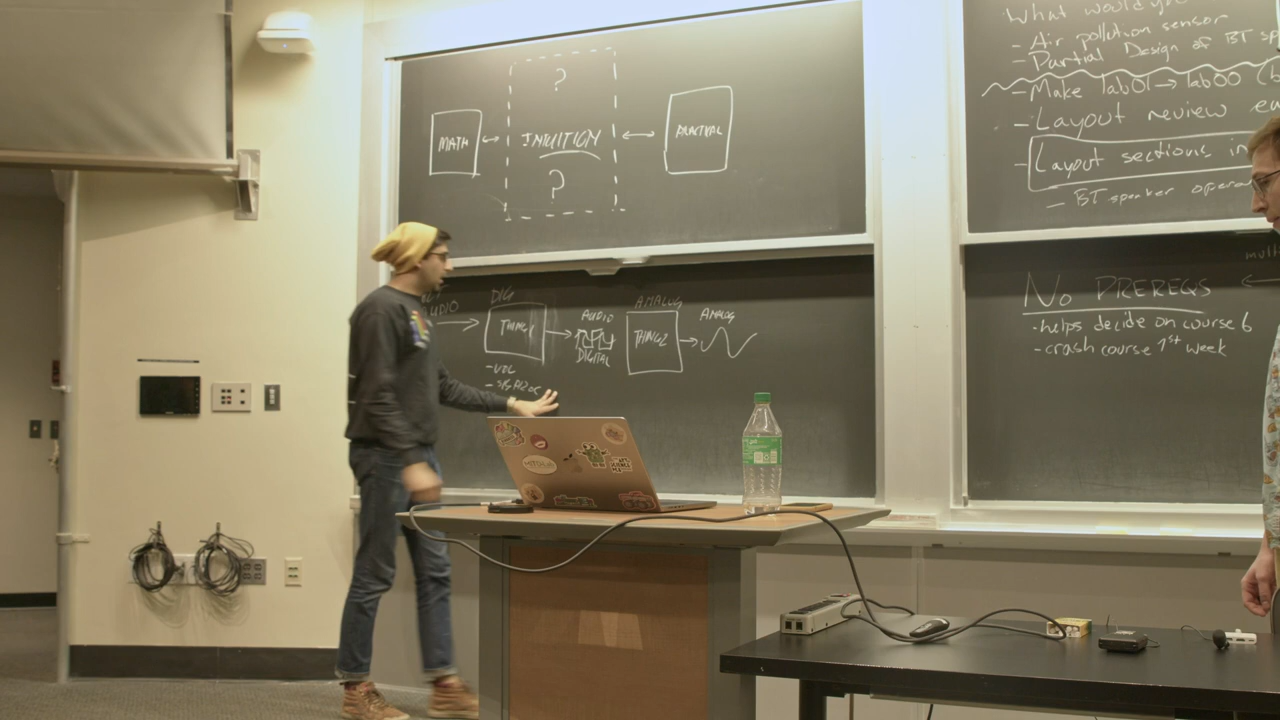 ?
MATH
INTUITION
PRACTICAL
?
AUDIO
DIG
THING1
- VOL
AUDIO
DIGITAL
ANALOG
THING2
ANALOG
What would you
- Air pollution sensor
- Partial Design of BT sp
- Make lab01 → lab00 (b
- Layout review
- Layout sections in
- BT speaker opera
NO PREREQS
- helps decide on course 6
- crash course 1st week